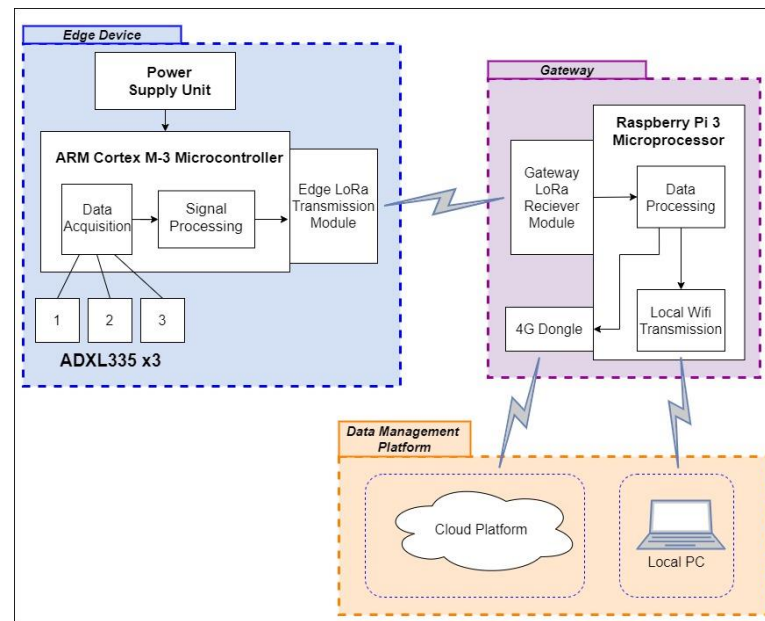 Edge Device
Power
Supply Unit
ARM Cortex M-3 Microcontroller
Data
Acquisition
Signal
Processing
Edge LoRa
Transmission
Module
1
2
3
ADXL335 x3
Gateway
Raspberry Pi 3
Microprocessor
Gateway
LoRa
Reciever
Module
Data
Processing
4G Dongle
Local Wifi
Transmission
Data Management
Platform
Cloud Platform
Local PC